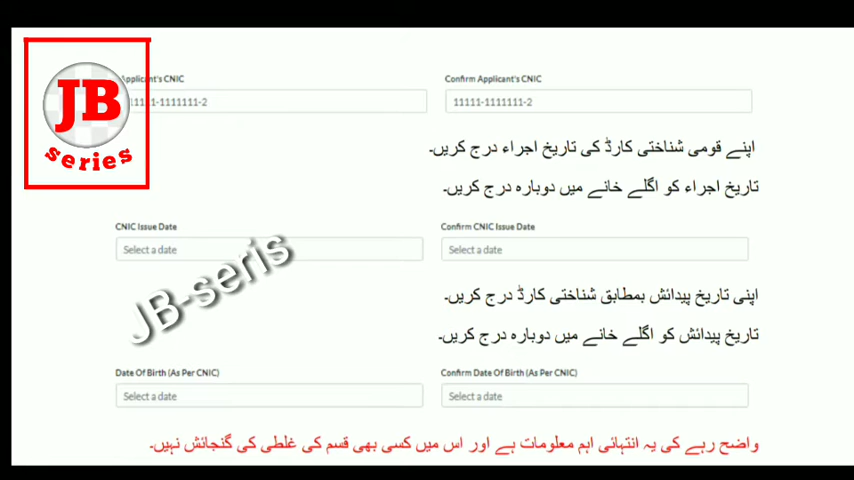 JB
series
Applicant's CNIC
Confirm Applicant's CNIC
11111-1111111-2
11111-1111111-2
اپنے قومی شناختی کارڈ کی تاریخ اجراء درج کریں۔
تاریخ اجراء کو اگلے خانے میں دوبارہ درج کریں۔
CNIC Issue Date
Confirm CNIC Issue Date
Select a date
Select a date
JB-seris
اپنی تاریخ پیدائش بمطابق شناختی کارڈ درج کریں۔
تاریخ پیدائش کو اگلے خانے میں دوبارہ درج کریں۔
Date Of Birth (As Per CNIC)
Confirm Date Of Birth (As Per CNIC)
Select a date
Select a date
واضح رہے کی یہ انتہائی اہم معلومات ہے اور اس میں کسی بھی قسم کی غلطی کی گنجائش نہیں۔